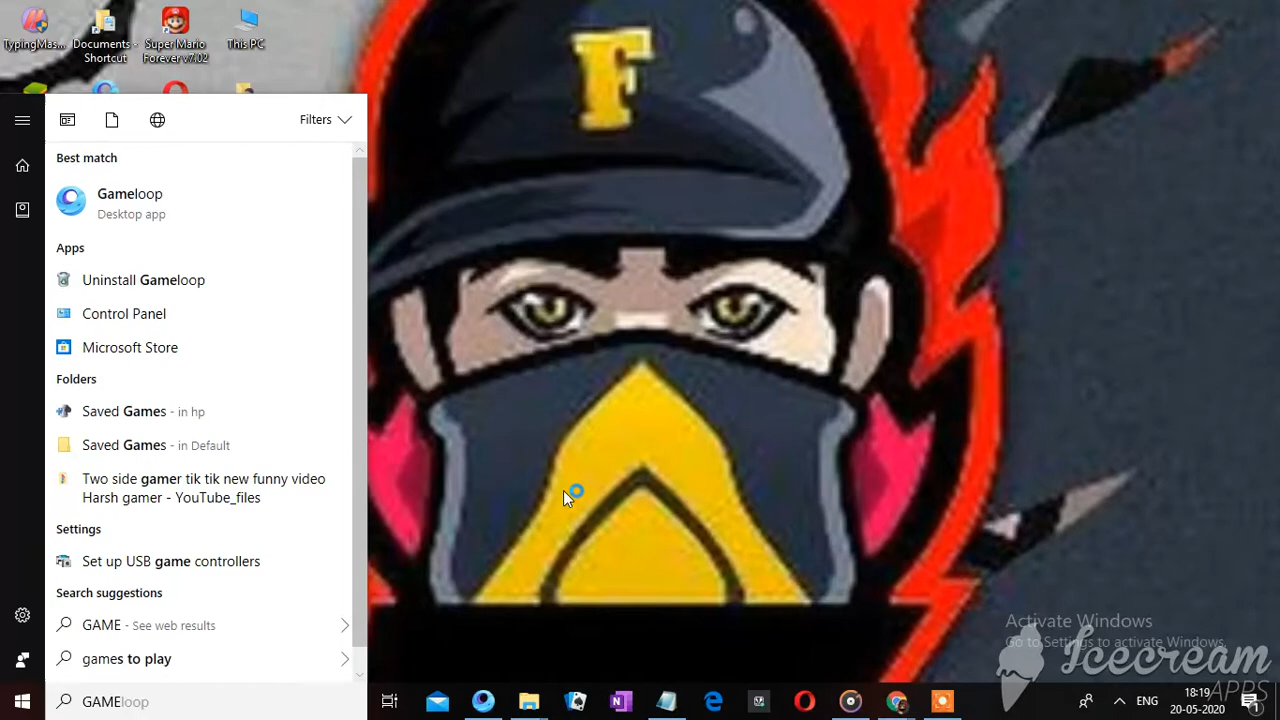 TypingMas...
Documents - Shortcut
Super Mario Forever v7.02
This PC
F
Filters
Best match
Gameloop
Desktop app
Apps
Uninstall Gameloop
Control Panel
Microsoft Store
Folders
Saved Games - in hp
Saved Games - in Default
Two side gamer tik tik new funny video
Harsh gamer - YouTube_files
Settings
Set up USB game controllers
Search suggestions
GAME - See web results
games to play
GAMEloop
Activate Windows
Go to Settings to activate Windows.
Icecream
APPS
ENG
18:19
20-05-2020
1